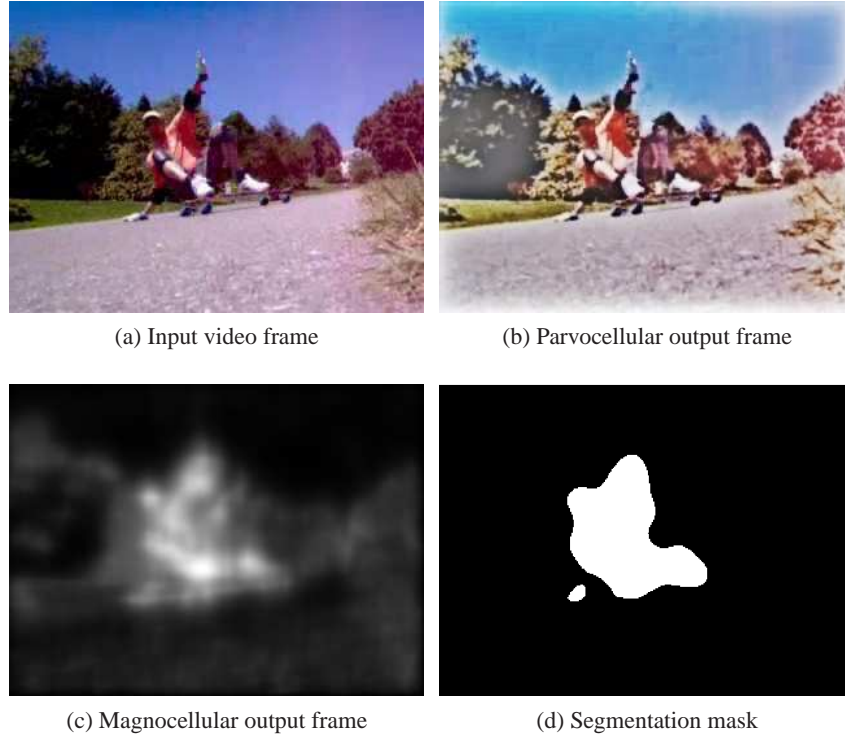 (a) Input video frame
(b) Parvocellular output frame
(c) Magnocellular output frame
(d) Segmentation mask